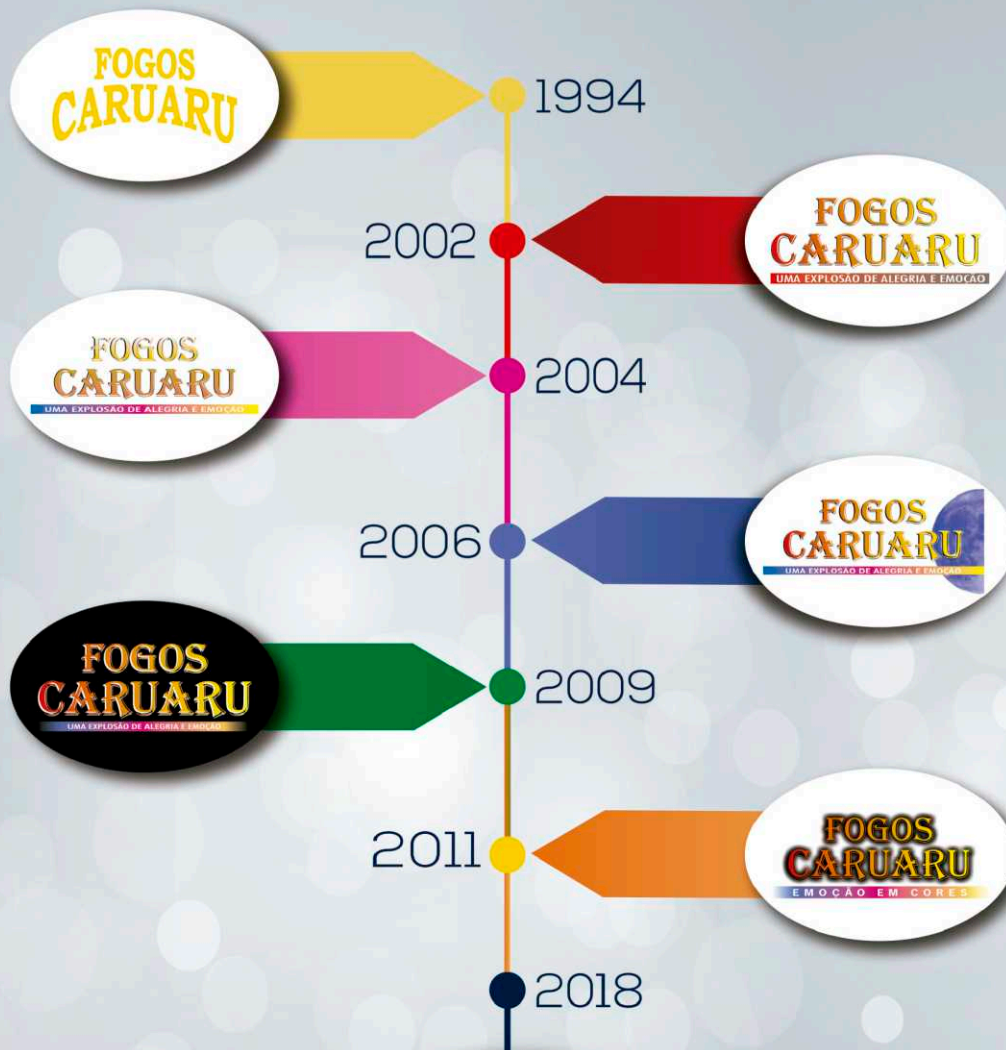 FOGOS
CARUARU
1994
2002
FOGOS
CARUARU
UMA EXPLOSÃO DE ALEGRIA E EMOÇÃO
FOGOS
CARUARU
UMA EXPLOSÃO DE ALEGRIA E EMOÇÃO
2004
2006
FOGOS
CARUARU
UMA EXPLOSÃO DE ALEGRIA E EMOÇÃO
FOGOS
CARUARU
UMA EXPLOSÃO DE ALEGRIA E EMOÇÃO
2009
2011
FOGOS
CARUARU
EMOÇÃO EM CORES
2018